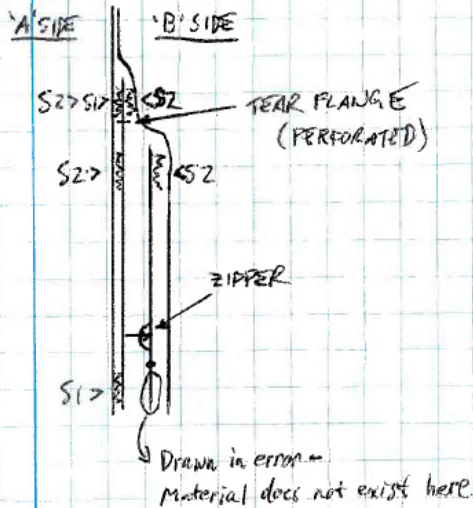 'A' SIDE 'B' SIDE
S2> S1> <S2
TEAR FLANGE
(PERFORATED)
S2> <S2
ZIPPER
S1>
Drawn in error -
Material does not exist here